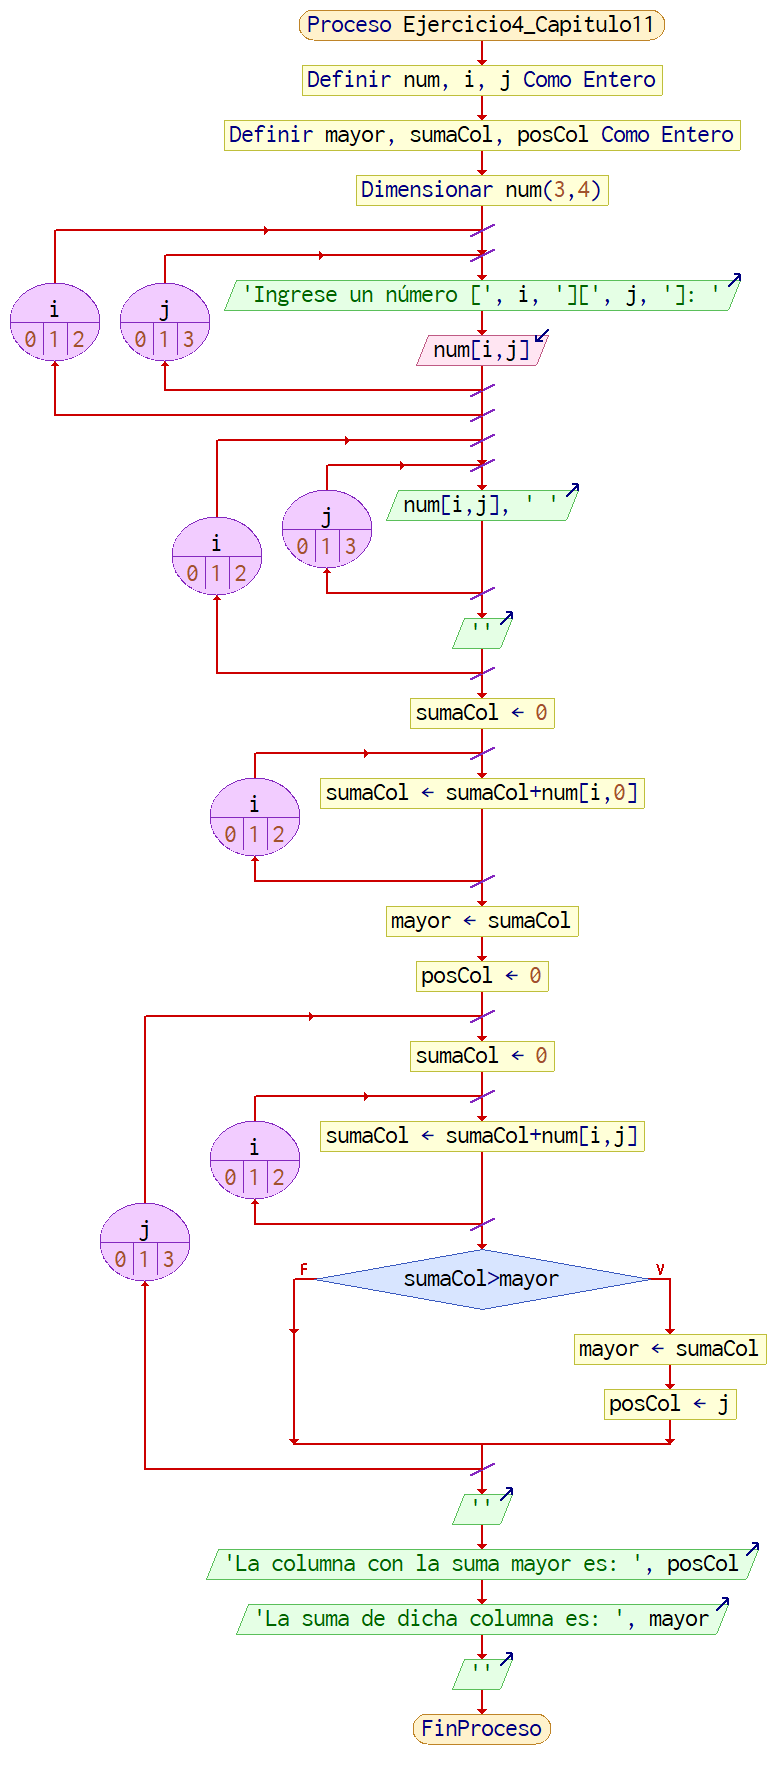 Proceso Ejercicio4_Capitulo11
Definir num, i, j Como Entero
Definir mayor, sumaCol, posCol Como Entero
Dimensionar num(3,4)
i
0 1 2
j
0 1 3
'Ingrese un número [', i, '][', j, ']: '
num[i,j]
i
0 1 2
j
0 1 3
num[i,j], ' '
''
sumaCol ← 0
i
0 1 2
sumaCol ← sumaCol+num[i,0]
mayor ← sumaCol
posCol ← 0
j
0 1 3
sumaCol ← 0
i
0 1 2
sumaCol ← sumaCol+num[i,j]
sumaCol>mayor
F
V
mayor ← sumaCol
posCol ← j
''
'La columna con la suma mayor es: ', posCol
'La suma de dicha columna es: ', mayor
''
FinProceso